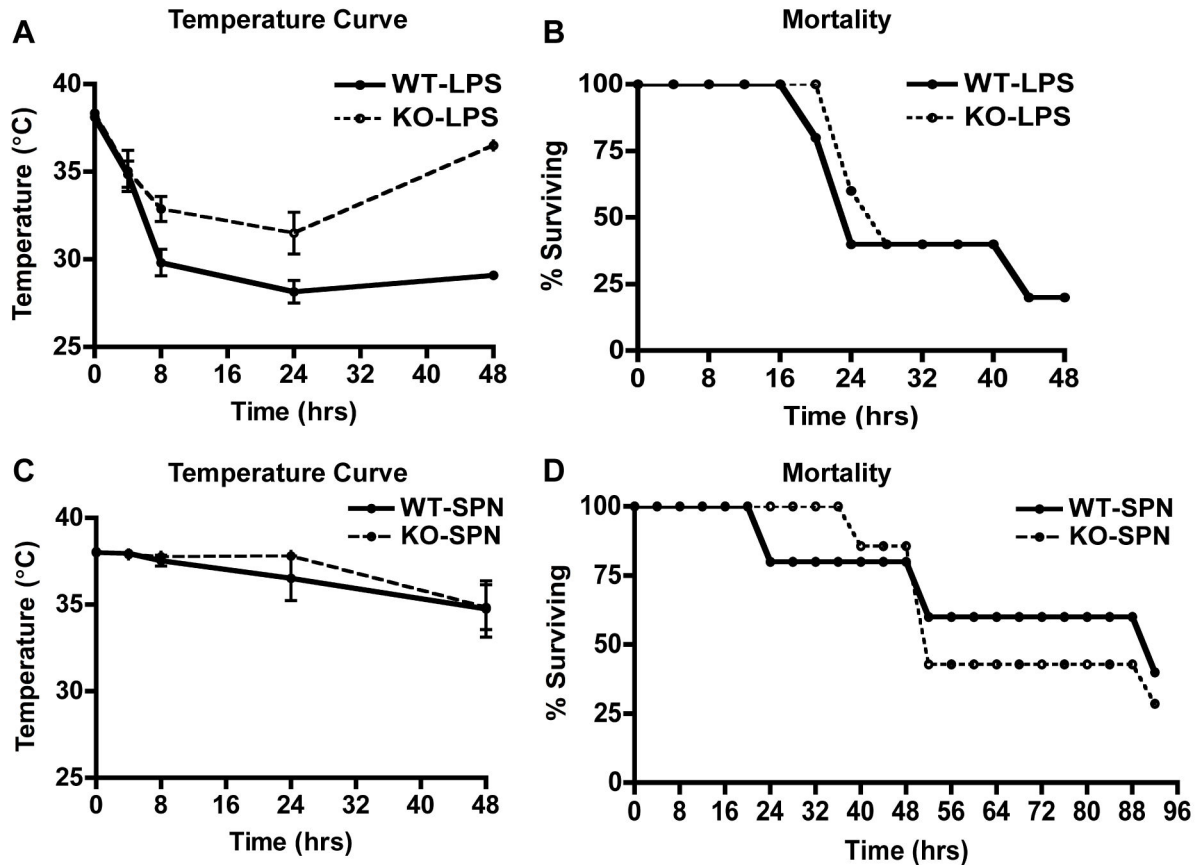 A
Temperature Curve
WT-LPS
KO-LPS
Temperature (°C)
40
35
30
25
0 8 16 24 32 40 48
Time (hrs)
B
Mortality
WT-LPS
KO-LPS
% Surviving
100
75
50
25
0
0 8 16 24 32 40 48
Time (hrs)
C
Temperature Curve
WT-SPN
KO-SPN
Temperature (°C)
40
35
30
25
0 8 16 24 32 40 48
Time (hrs)
D
Mortality
WT-SPN
KO-SPN
% Surviving
100
75
50
25
0
0 8 16 24 32 40 48 56 64 72 80 88 96
Time (hrs)